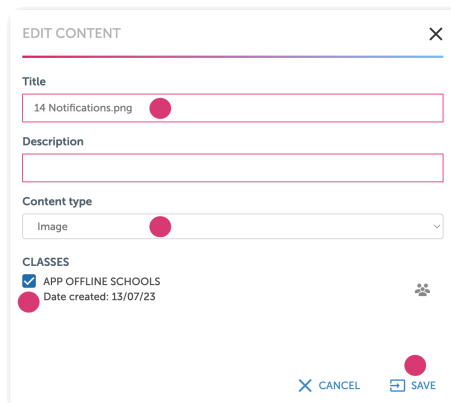 EDIT CONTENT
Title
14 Notifications.png
Description
Content type
Image
CLASSES
APP OFFLINE SCHOOLS
Date created: 13/07/23
CANCEL
SAVE